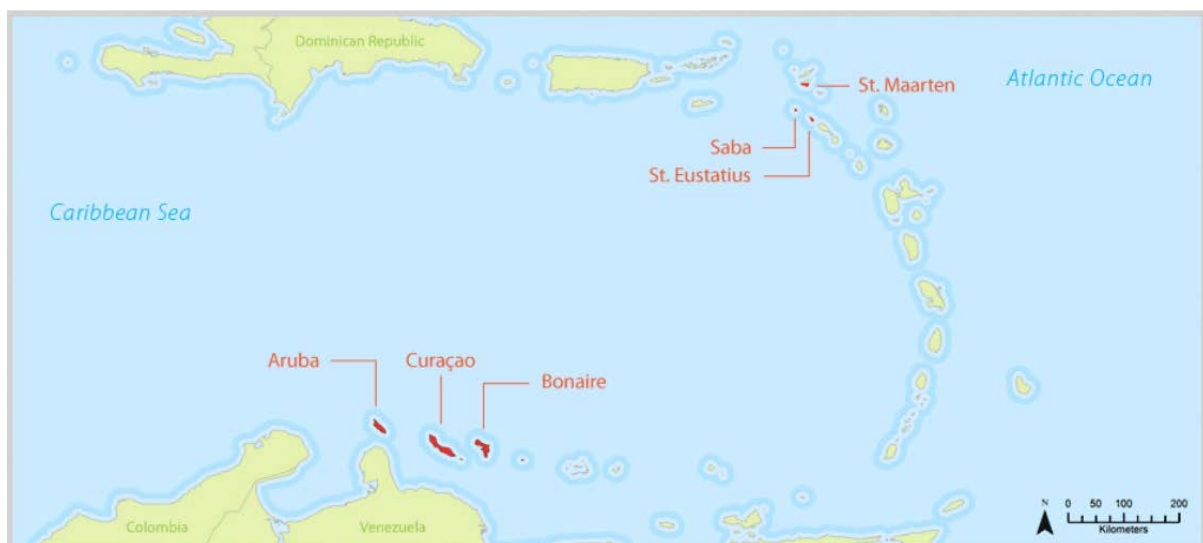 Dominican Republic
Atlantic Ocean
St. Maarten
Saba
St. Eustatius
Caribbean Sea
Aruba
Curaçao
Bonaire
Colombia
Venezuela
N
0 50 100 200
Kilometers